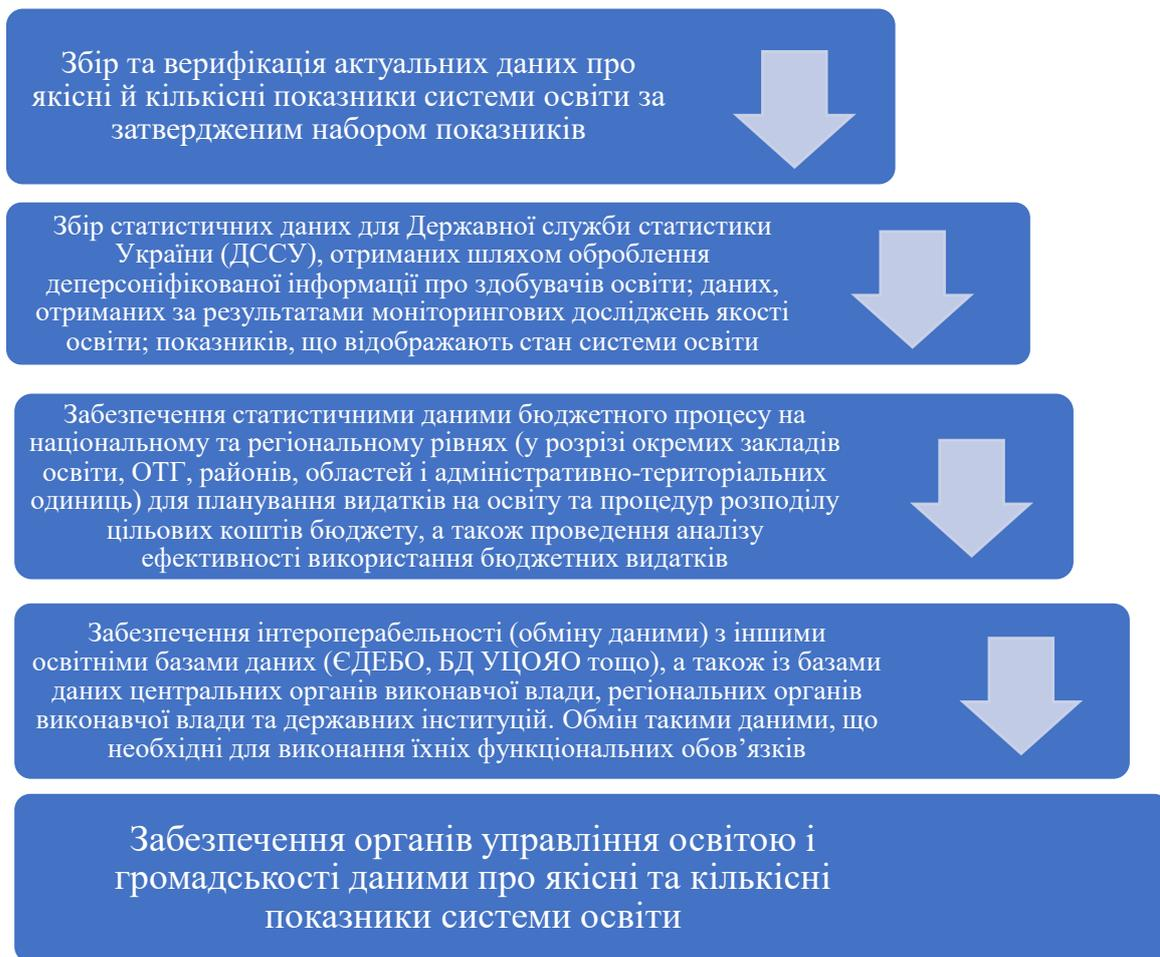 Збір та верифікація актуальних даних про
якісні й кількісні показники системи освіти за
затвердженим набором показників
Збір статистичних даних для Державної служби статистики
України (ДССУ), отриманих шляхом оброблення
деперсоніфікованої інформації про здобувачів освіти; даних,
отриманих за результатами моніторингових досліджень якості
освіти; показників, що відображають стан системи освіти
Забезпечення статистичними даними бюджетного процесу на
національному та регіональному рівнях (у розрізі окремих закладів
освіти, ОТГ, районів, областей і адміністративно-територіальних
одиниць) для планування видатків на освіту та процедур розподілу
цільових коштів бюджету, а також проведення аналізу
ефективності використання бюджетних видатків
Забезпечення інтероперабельності (обміну даними) з іншими
освітніми базами даних (ЄДЕБО, БД УЦОЯО тощо), а також із базами
даних центральних органів виконавчої влади, регіональних органів
виконавчої влади та державних інституцій. Обмін такими даними, що
необхідні для виконання їхніх функціональних обов’язків
Забезпечення органів управління освітою і
громадськості даними про якісні та кількісні
показники системи освіти